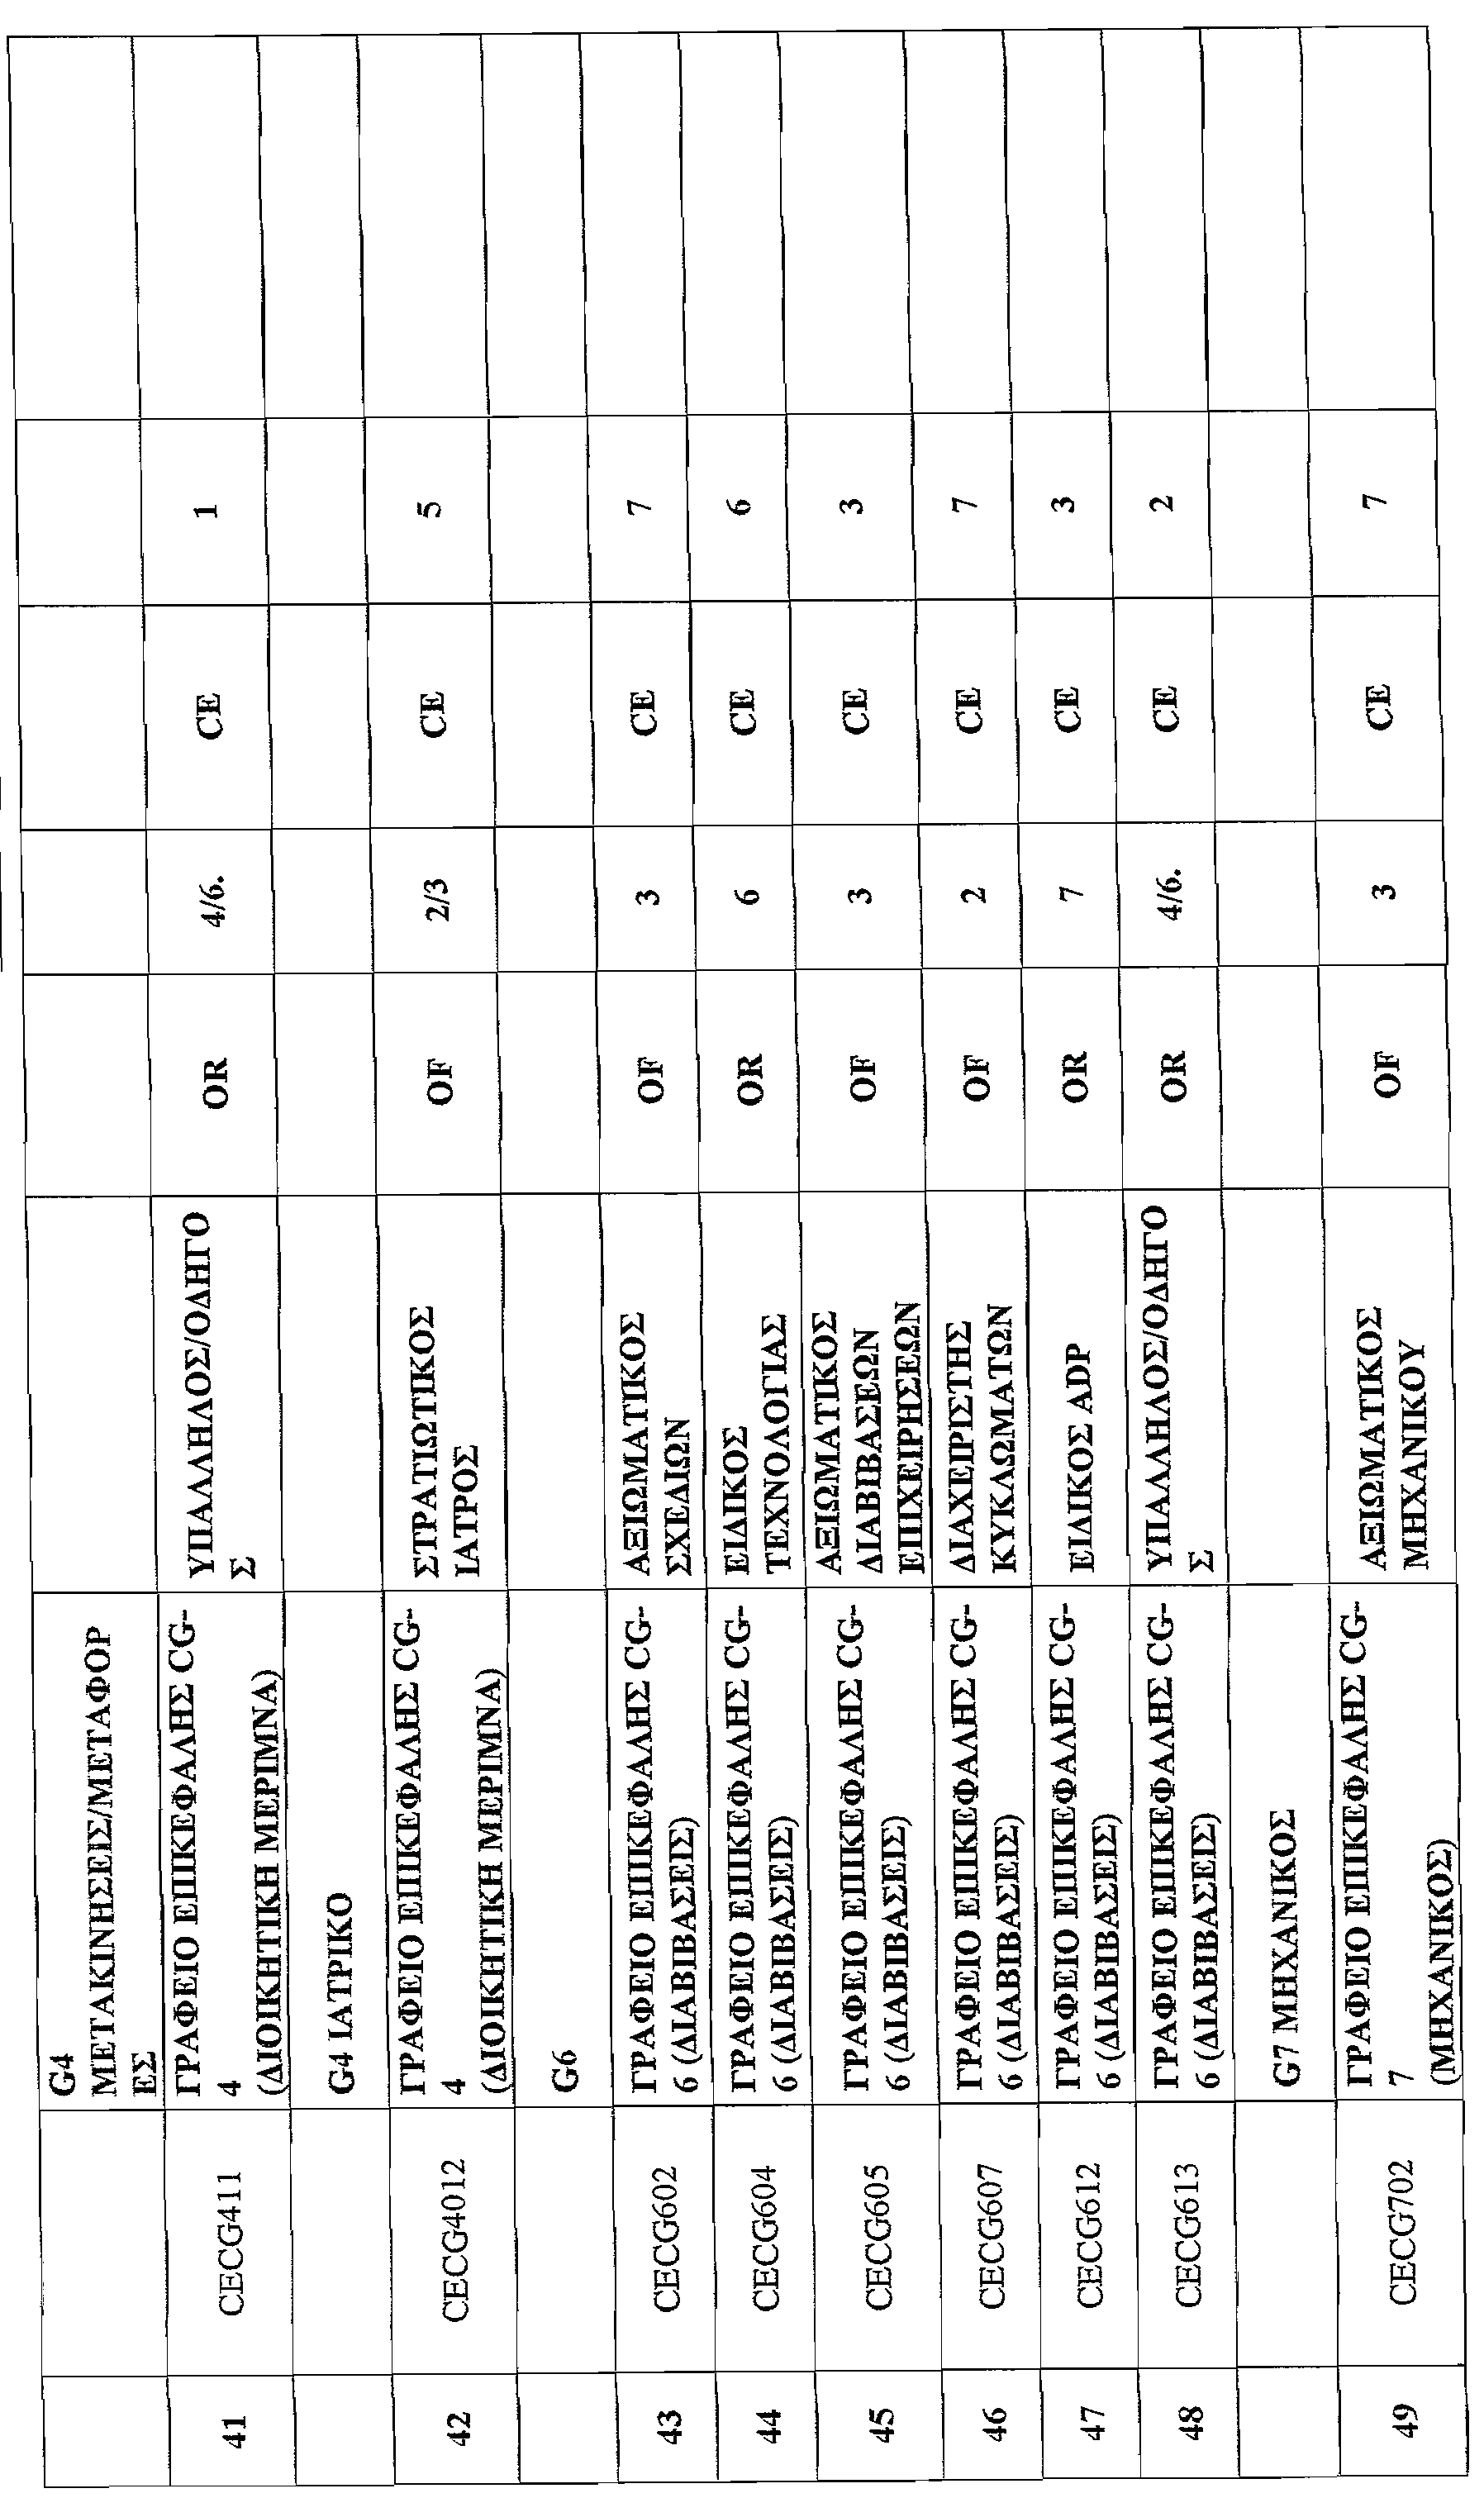 G4
ΜΕΤΑΚΙΝΗΣΕΙΣ/ΜΕΤΑΦΟΡ
ΕΣ
41 CECG411 ΓΡΑΦΕΙΟ ΕΠΙΚΕΦΑΛΗΣ CG-
4
(ΔΙΟΙΚΗΤΙΚΗ ΜΕΡΙΜΝΑ)
ΥΠΑΛΛΗΛΟΣ/ΟΔΗΓΟ
Σ
OR 4/6. CE 1
G4 ΙΑΤΡΙΚΟ
42 CECG4012 ΓΡΑΦΕΙΟ ΕΠΙΚΕΦΑΛΗΣ CG-
4
(ΔΙΟΙΚΗΤΙΚΗ ΜΕΡΙΜΝΑ)
ΣΤΡΑΤΙΩΤΙΚΟΣ
ΙΑΤΡΟΣ
OF 2/3 CE 5
G6
43 CECG602 ΓΡΑΦΕΙΟ ΕΠΙΚΕΦΑΛΗΣ CG-
6 (ΔΙΑΒΙΒΑΣΕΙΣ)
ΑΞΙΩΜΑΤΙΚΟΣ
ΣΧΕΔΙΩΝ
OF 3 CE 7
44 CECG604 ΓΡΑΦΕΙΟ ΕΠΙΚΕΦΑΛΗΣ CG-
6 (ΔΙΑΒΙΒΑΣΕΙΣ)
ΕΙΔΙΚΟΣ
ΤΕΧΝΟΛΟΓΙΑΣ
OR 6 CE 6
45 CECG605 ΓΡΑΦΕΙΟ ΕΠΙΚΕΦΑΛΗΣ CG-
6 (ΔΙΑΒΙΒΑΣΕΙΣ)
ΑΞΙΩΜΑΤΙΚΟΣ
ΔΙΑΒΙΒΑΣΕΩΝ
ΕΠΙΧΕΙΡΗΣΕΩΝ
OF 3 CE 3
46 CECG607 ΓΡΑΦΕΙΟ ΕΠΙΚΕΦΑΛΗΣ CG-
6 (ΔΙΑΒΙΒΑΣΕΙΣ)
ΔΙΑΧΕΙΡΙΣΤΗΣ
ΚΥΚΛΩΜΑΤΩΝ
OF 2 CE 7
47 CECG612 ΓΡΑΦΕΙΟ ΕΠΙΚΕΦΑΛΗΣ CG-
6 (ΔΙΑΒΙΒΑΣΕΙΣ)
ΕΙΔΙΚΟΣ ADP
OR 7 CE 3
48 CECG613 ΓΡΑΦΕΙΟ ΕΠΙΚΕΦΑΛΗΣ CG-
6 (ΔΙΑΒΙΒΑΣΕΙΣ)
ΥΠΑΛΛΗΛΟΣ/ΟΔΗΓΟ
Σ
OR 4/6. CE 2
G7 ΜΗΧΑΝΙΚΟΣ
49 CECG702 ΓΡΑΦΕΙΟ ΕΠΙΚΕΦΑΛΗΣ CG-
7
(ΜΗΧΑΝΙΚΟΣ)
ΑΞΙΩΜΑΤΙΚΟΣ
ΜΗΧΑΝΙΚΟΥ
OF 3 CE 7